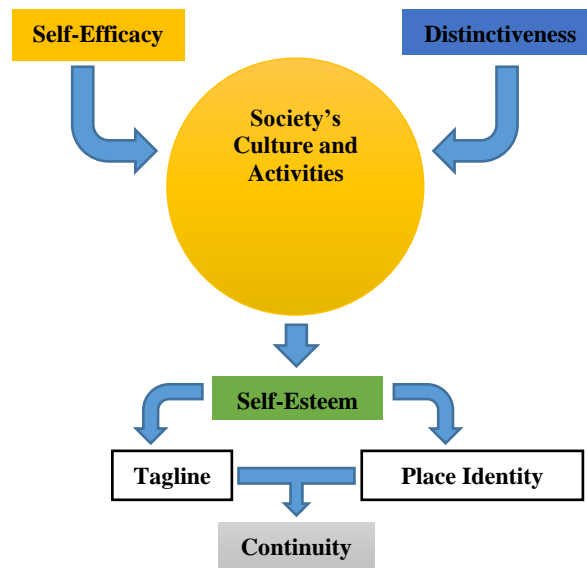 Self-Efficacy
Distinctiveness
Society’s
Culture and
Activities
Self-Esteem
Tagline
Place Identity
Continuity